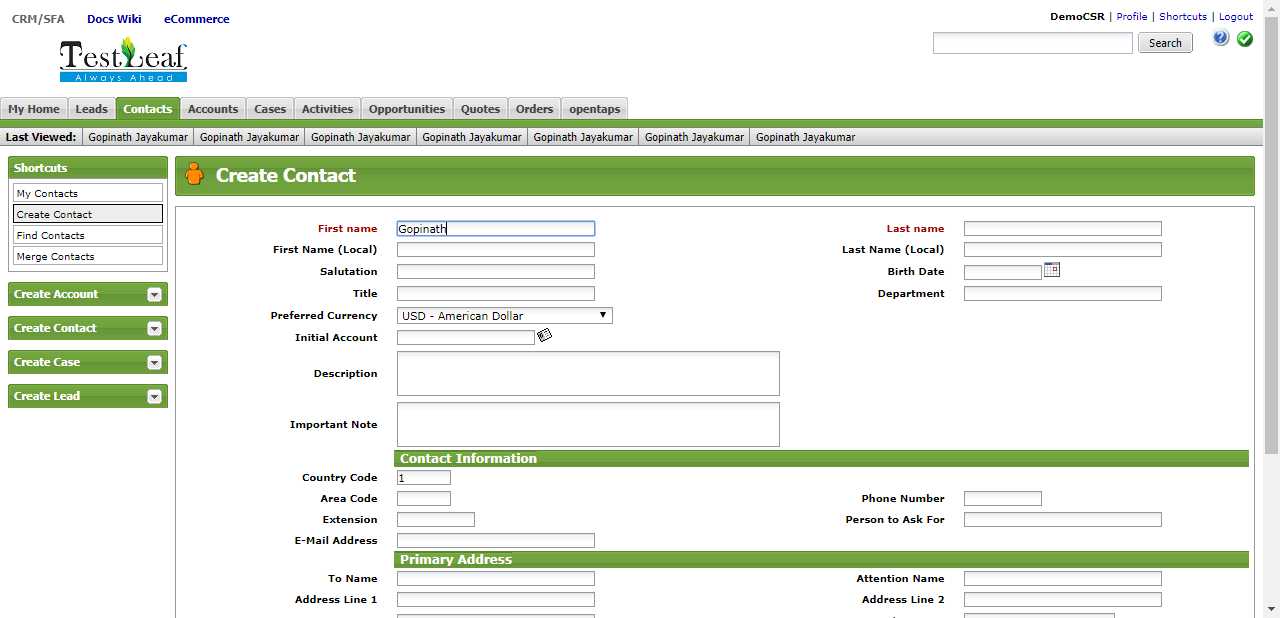 CRM/SFA Docs Wiki eCommerce
DemoCSR | Profile | Shortcuts | Logout
TestLeaf
Always Ahead
Search
My Home Leads Contacts Accounts Cases Activities Opportunities Quotes Orders opentaps
Last Viewed: Gopinath Jayakumar Gopinath Jayakumar Gopinath Jayakumar Gopinath Jayakumar Gopinath Jayakumar Gopinath Jayakumar Gopinath Jayakumar
Shortcuts
My Contacts
Create Contact
Find Contacts
Merge Contacts
Create Account
Create Contact
Create Case
Create Lead
Create Contact
First name Gopinath Last name
First Name (Local) Last Name (Local)
Salutation Birth Date
Title Department
Preferred Currency USD - American Dollar
Initial Account
Description
Important Note
Contact Information
Country Code 1
Area Code Phone Number
Extension Person to Ask For
E-Mail Address
Primary Address
To Name Attention Name
Address Line 1 Address Line 2